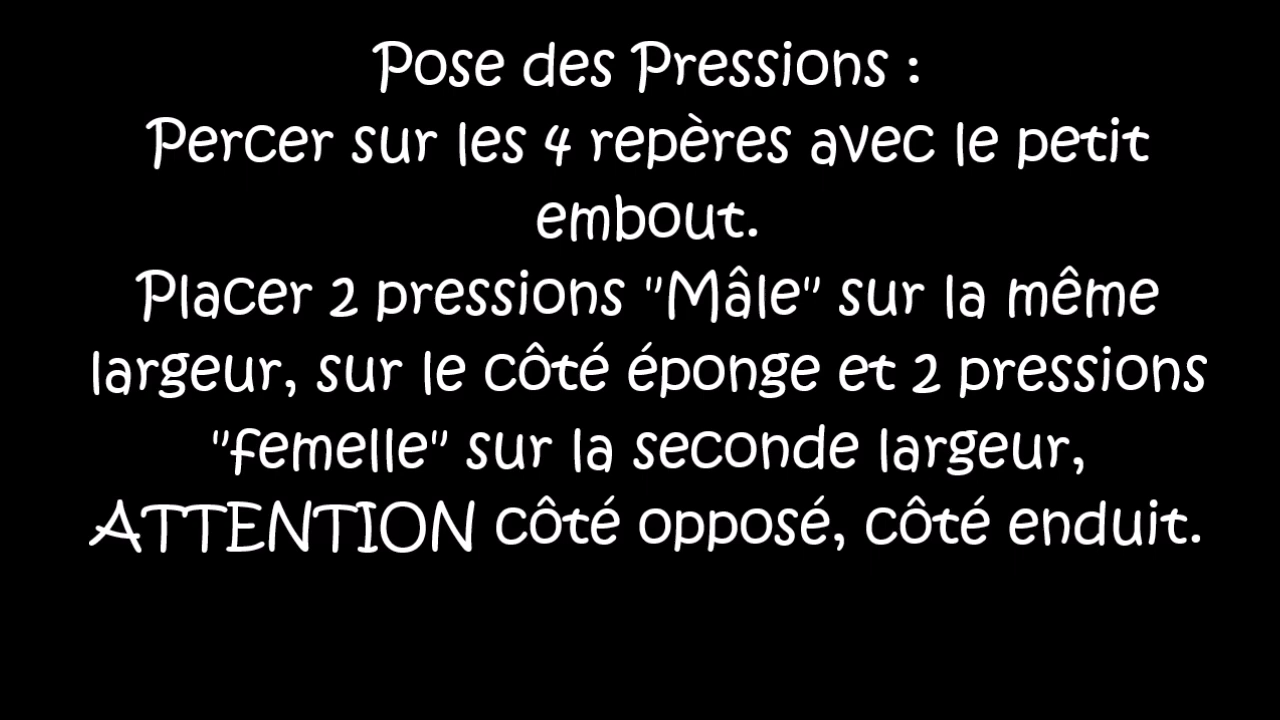 Pose des Pressions :
Percer sur les 4 repères avec le petit
embout.
Placer 2 pressions "Mâle" sur la même
largeur, sur le côté éponge et 2 pressions
"femelle" sur la seconde largeur,
ATTENTION côté opposé, côté enduit.